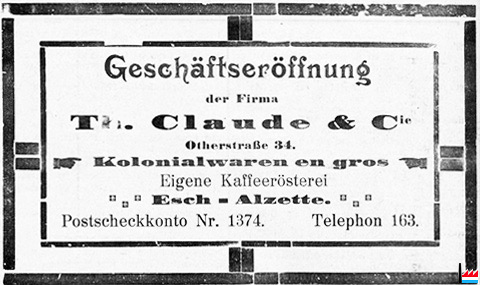 Geschäftseröffnung
der Firma
Th. Claude & Cie
Otherstraße 34.
Kolonialwaren en gros
Eigene Kaffeerösterei
Esch-Alzette.
Postscheckkonto Nr. 1374. Telephon 163.